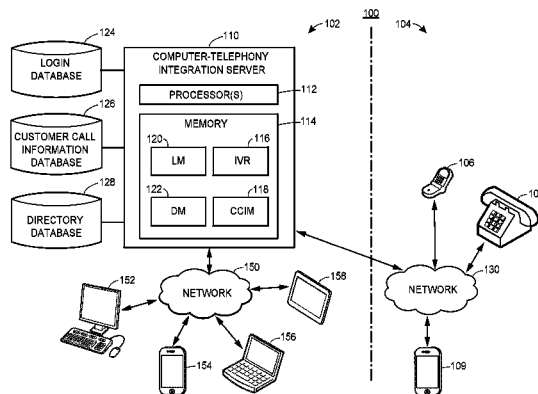 100
102
104
110
124
LOGIN
DATABASE
126
CUSTOMER CALL
INFORMATION
DATABASE
128
DIRECTORY
DATABASE
COMPUTER-TELEPHONY
INTEGRATION SERVER
PROCESSOR(S)
112
MEMORY
114
120
LM
116
IVR
122
DM
118
CCIM
106
10
130
NETWORK
109
150
NETWORK
152
154
156
158